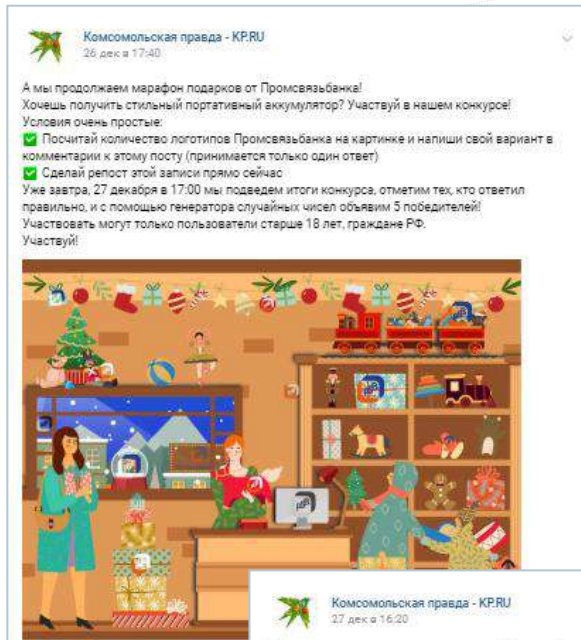 Комсомольская правда - KP.RU
26 дек в 17:40
А мы продолжаем марафон подарков от Промсвязьбанка!
Хочешь получить стильный портативный аккумулятор? Участвуй в нашем конкурсе!
Условия очень простые:
✅ Посчитай количество логотипов Промсвязьбанка на картинке и напиши свой вариант в
комментарии к этому посту (принимается только один ответ)
✅ Сделай репост этой записи прямо сейчас
Уже завтра, 27 декабря в 17:00 мы подведем итоги конкурса, отметим тех, кто ответил
правильно, и с помощью генератора случайных чисел объявим 5 победителей!
Участвовать могут только пользователи старше 18 лет, граждане РФ.
Участвуй!
Комсомольская правда - KP.RU
27 дек в 16:20